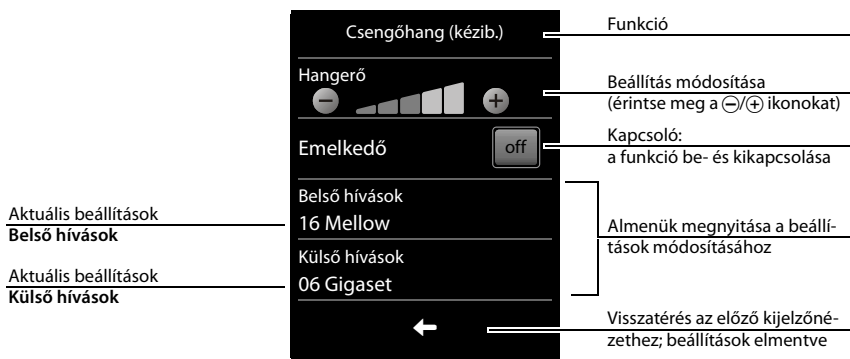 Csengőhang (kézib.)
Hangerő
Emelkedő
off
Belső hívások
16 Mellow
Külső hívások
06 Gigaset
Aktuális beállítások
Belső hívások
Aktuális beállítások
Külső hívások
Funkció
Beállítás módosítása
(érintse meg a ⊖/⊕ ikonokat)
Kapcsoló:
a funkció be- és kikapcsolása
Almenük megnyitása a beállí-
tások módosításához
Visszatérés az előző kijelzőné-
zethez; beállítások elmentve